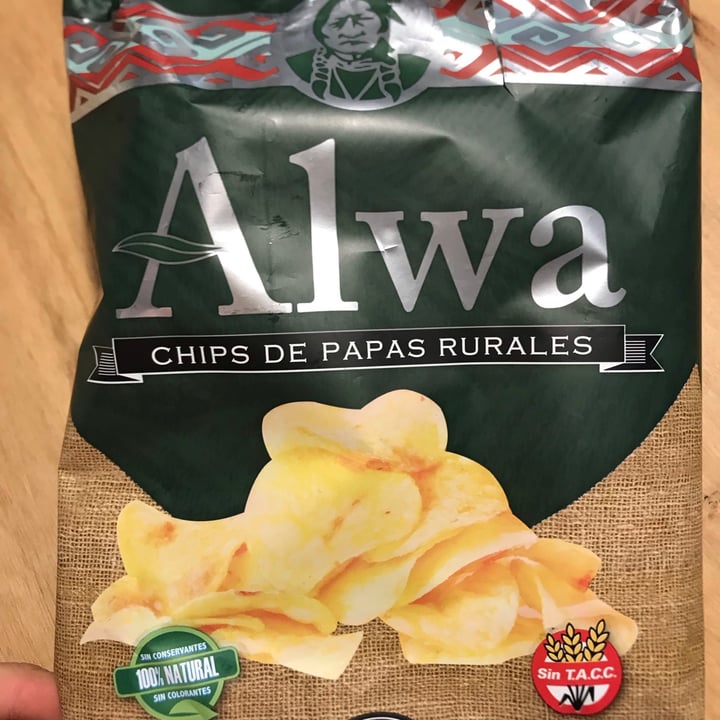 Alwa
CHIPS DE PAPAS RURALES
SIN CONSERVANTES
100% NATURAL
SIN COLORANTES
Sin T.A.C.C.